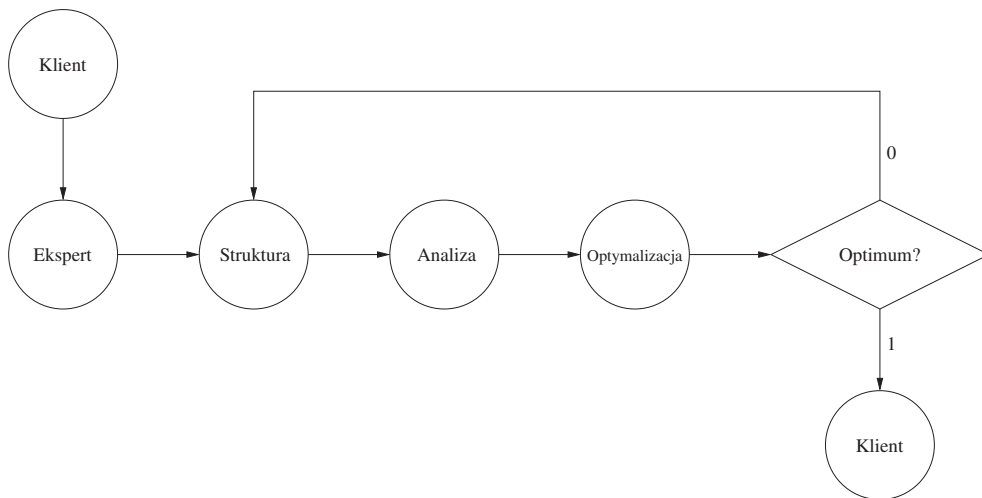 Klient
0
Ekspert
Struktura
Analiza
Optymalizacja
Optimum?
1
Klient